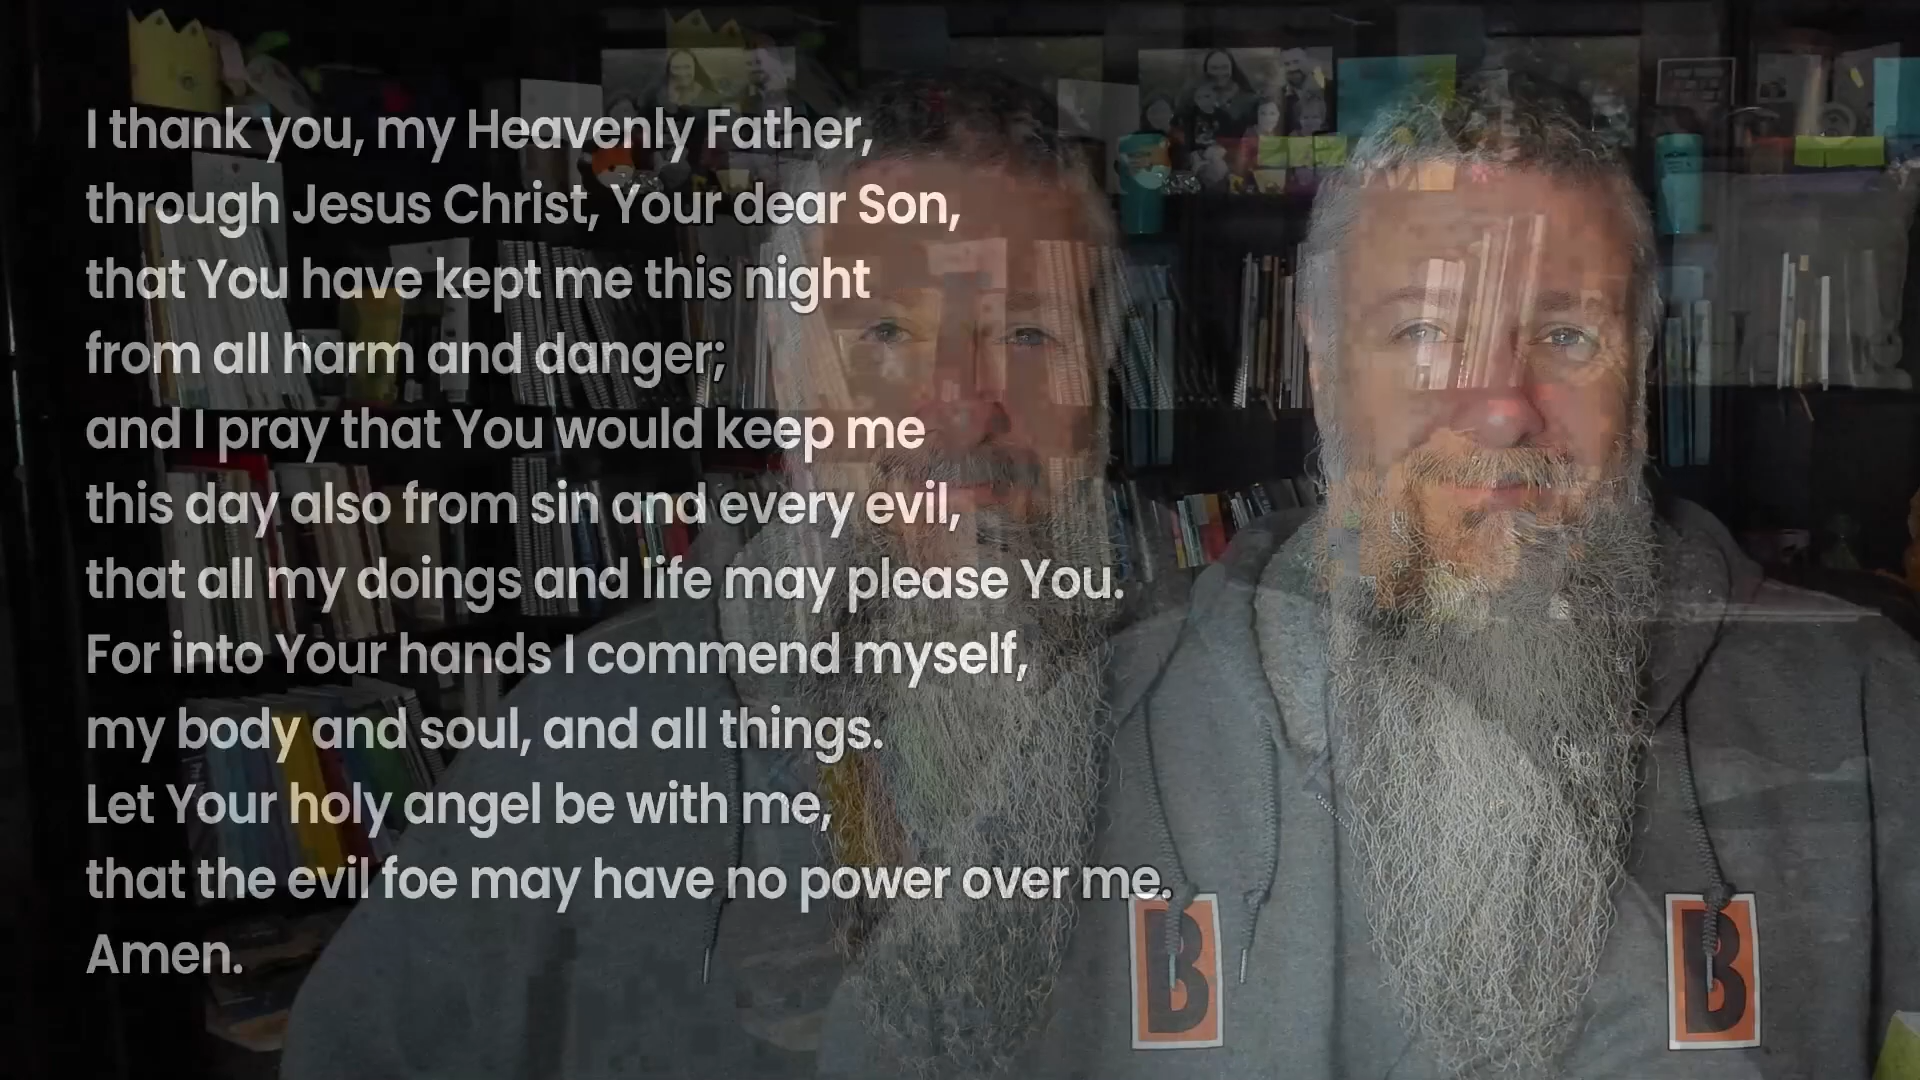 I thank you, my Heavenly Father,
through Jesus Christ, Your dear Son,
that You have kept me this night
from all harm and danger;
and I pray that You would keep me
this day also from sin and every evil,
that all my doings and life may please You.
For into Your hands I commend myself,
my body and soul, and all things.
Let Your holy angel be with me,
that the evil foe may have no power over me.
Amen.
B
B